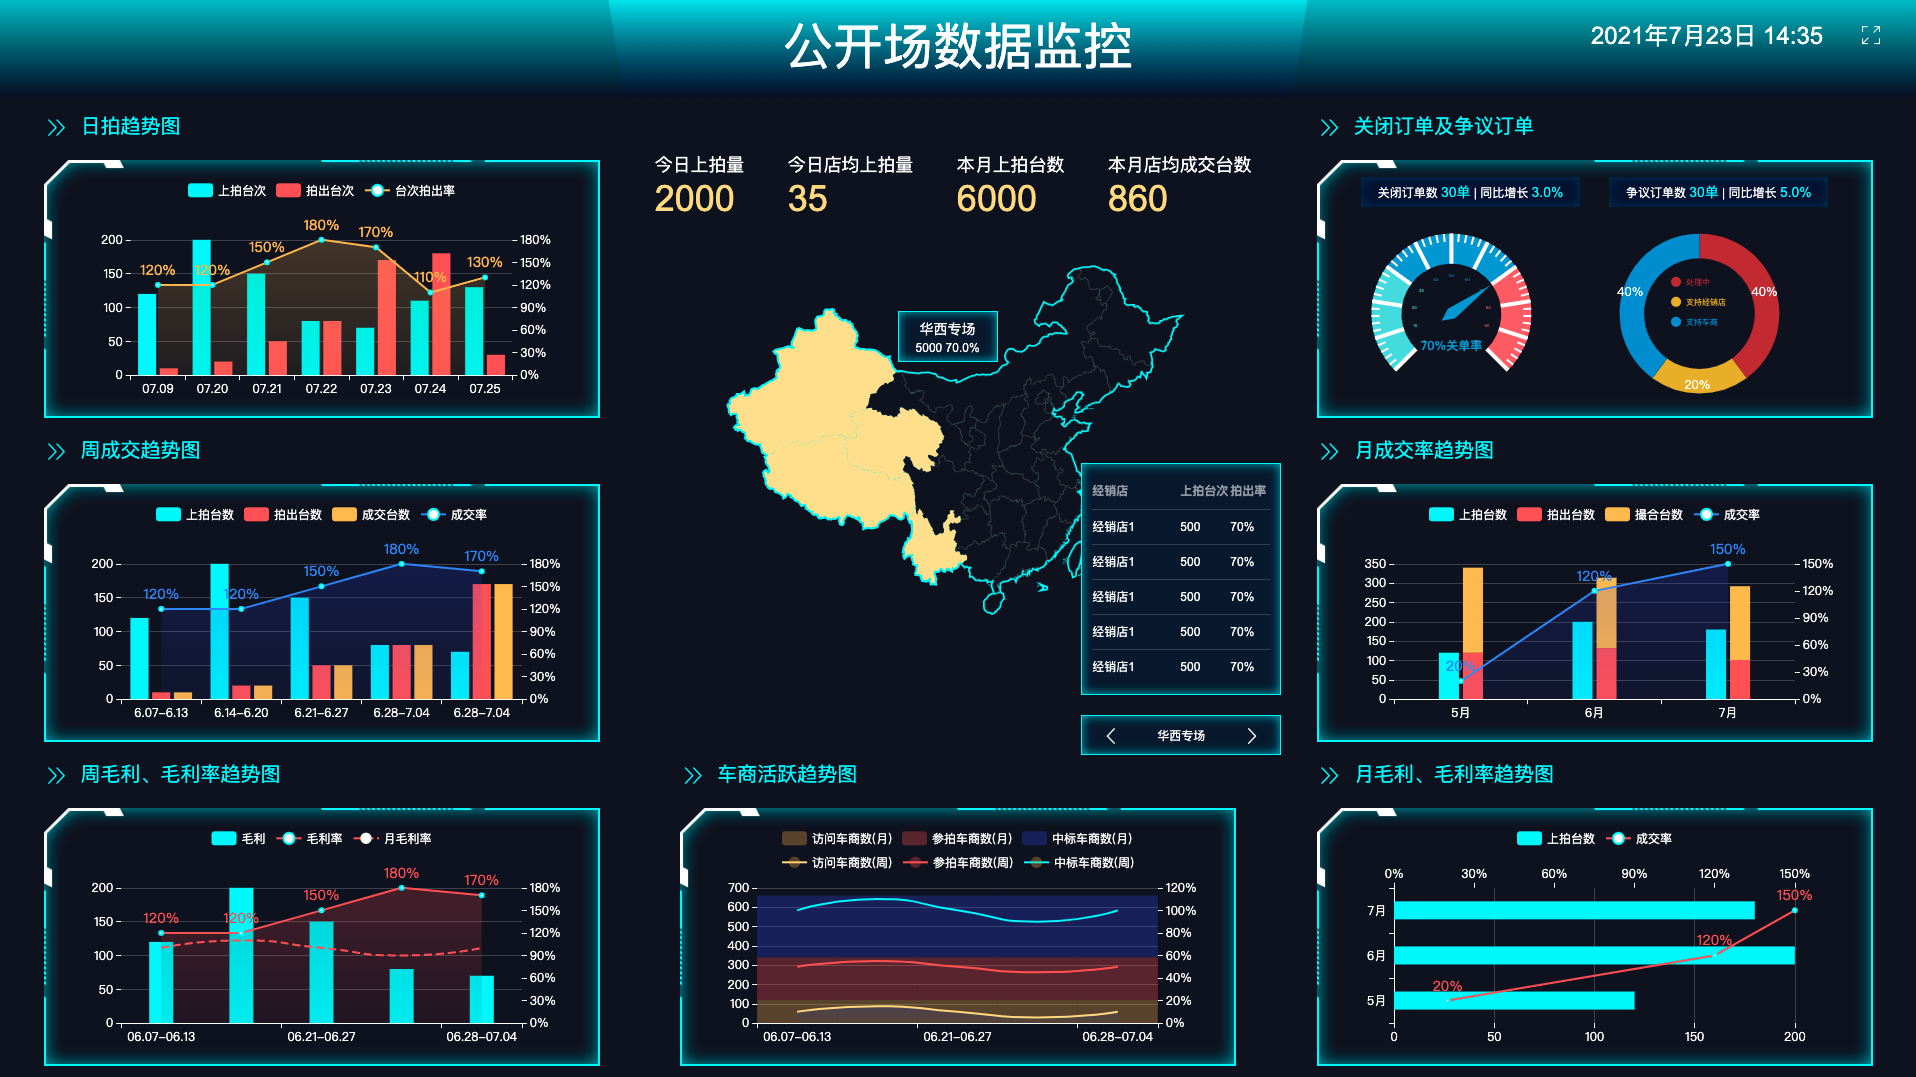 公开场数据监控
2021年7月23日 14:35
日拍趋势图
上拍台次 拍出台次 台次拍出率
200
150
100
50
0
180%
150%
120%
90%
60%
30%
0%
120% 120% 150% 180% 170% 110% 130%
07.09 07.20 07.21 07.22 07.23 07.24 07.25
周成交趋势图
上拍台数 拍出台数 成交台数 成交率
200
150
100
50
0
180%
150%
120%
90%
60%
30%
0%
120% 120% 150% 180% 170%
6.07-6.13 6.14-6.20 6.21-6.27 6.28-7.04 6.28-7.04
周毛利、毛利率趋势图
毛利 毛利率 月毛利率
200
150
100
50
0
180%
150%
120%
90%
60%
30%
0%
120% 120% 150% 180% 170%
06.07-06.13 06.21-06.27 06.28-07.04
今日上拍量 今日店均上拍量 本月上拍台数 本月店均成交台数
2000 35 6000 860
华西专场
5000 70.0%
经销店 上拍台次 拍出率
经销店1 500 70%
经销店1 500 70%
经销店1 500 70%
经销店1 500 70%
经销店1 500 70%
华西专场
车商活跃趋势图
访问车商数(月) 参拍车商数(月) 中标车商数(月)
访问车商数(周) 参拍车商数(周) 中标车商数(周)
700
600
500
400
300
200
100
0
120%
100%
80%
60%
40%
20%
0%
06.07-06.13 06.21-06.27 06.28-07.04
关闭订单及争议订单
关闭订单数 30单 | 同比增长 3.0%
争议订单数 30单 | 同比增长 5.0%
70%关单率
处理中
支持经销店
支持车商
40% 40%
20%
月成交率趋势图
上拍台数 拍出台数 撮合台数 成交率
350
300
250
200
150
100
50
0
150%
120%
90%
60%
30%
0%
20% 120% 150%
5月 6月 7月
月毛利、毛利率趋势图
上拍台数 成交率
0% 30% 60% 90% 120% 150%
7月
6月
5月
150%
120%
20%
0 50 100 150 200